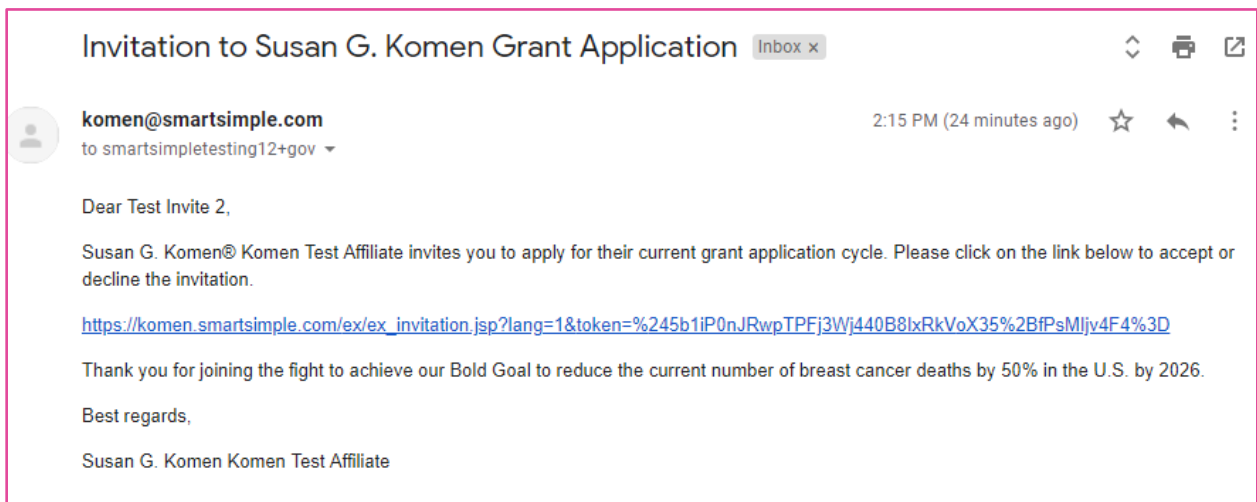 Invitation to Susan G. Komen Grant Application Inbox x
komen@smartsimple.com 2:15 PM (24 minutes ago)
to smartsimpletesting12+gov
Dear Test Invite 2,
Susan G. Komen® Komen Test Affiliate invites you to apply for their current grant application cycle. Please click on the link below to accept or
decline the invitation.
https://komen.smartsimple.com/ex/ex_invitation.jsp?lang=1&token=%245b1iP0nJRwpTPFj3Wj440B8IxRkVoX35%2BfPsMIjv4F4%3D
Thank you for joining the fight to achieve our Bold Goal to reduce the current number of breast cancer deaths by 50% in the U.S. by 2026.
Best regards,
Susan G. Komen Komen Test Affiliate